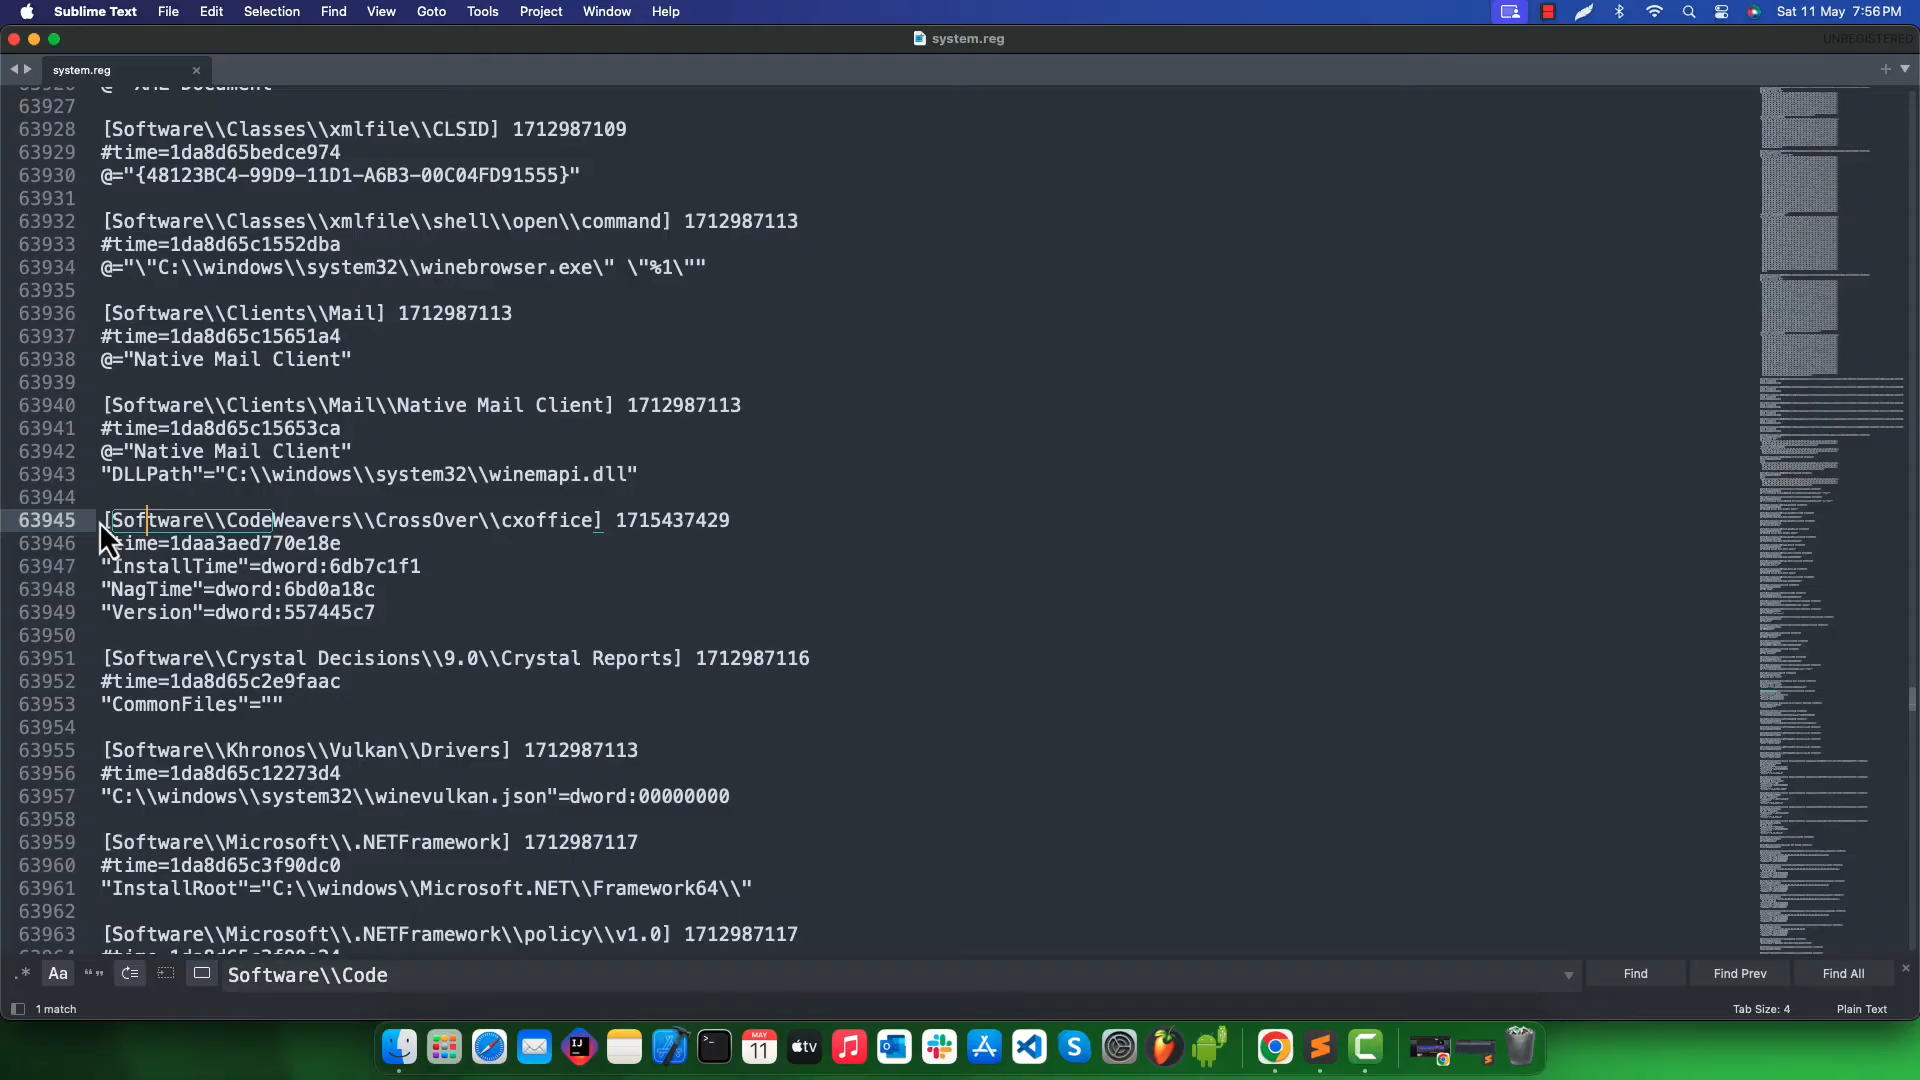 Sublime Text File Edit Selection Find View Goto Tools Project Window Help Sat 11 May 7:56 PM
system.reg UNREGISTERED
system.reg
63927
63928 [Software\\Classes\\xmlfile\\CLSID] 1712987109
63929 #time=1da8d65bedce974
63930 @="{48123BC4-99D9-11D1-A6B3-00C04FD91555}"
63931
63932 [Software\\Classes\\xmlfile\\shell\\open\\command] 1712987113
63933 #time=1da8d65c1552dba
63934 @="\"C:\\windows\\system32\\winebrowser.exe\" \"%1\""
63935
63936 [Software\\Clients\\Mail] 1712987113
63937 #time=1da8d65c15651a4
63938 @="Native Mail Client"
63939
63940 [Software\\Clients\\Mail\\Native Mail Client] 1712987113
63941 #time=1da8d65c15653ca
63942 @="Native Mail Client"
63943 "DLLPath"="C:\\windows\\system32\\winemapi.dll"
63944
63945 [Software\\CodeWeavers\\CrossOver\\cxoffice] 1715437429
63946 time=1daa3aed770e18e
63947 "InstallTime"=dword:6db7c1f1
63948 "NagTime"=dword:6bd0a18c
63949 "Version"=dword:557445c7
63950
63951 [Software\\Crystal Decisions\\9.0\\Crystal Reports] 1712987116
63952 #time=1da8d65c2e9faac
63953 "CommonFiles"=""
63954
63955 [Software\\Khronos\\Vulkan\\Drivers] 1712987113
63956 #time=1da8d65c12273d4
63957 "C:\\windows\\system32\\winevulkan.json"=dword:00000000
63958
63959 [Software\\Microsoft\\.NETFramework] 1712987117
63960 #time=1da8d65c3f90dc0
63961 "InstallRoot"="C:\\windows\\Microsoft.NET\\Framework64\\"
63962
63963 [Software\\Microsoft\\.NETFramework\\policy\\v1.0] 1712987117
.* Aa Software\\Code Find Find Prev Find All
1 match Tab Size: 4 Plain Text
MAY
11
tv